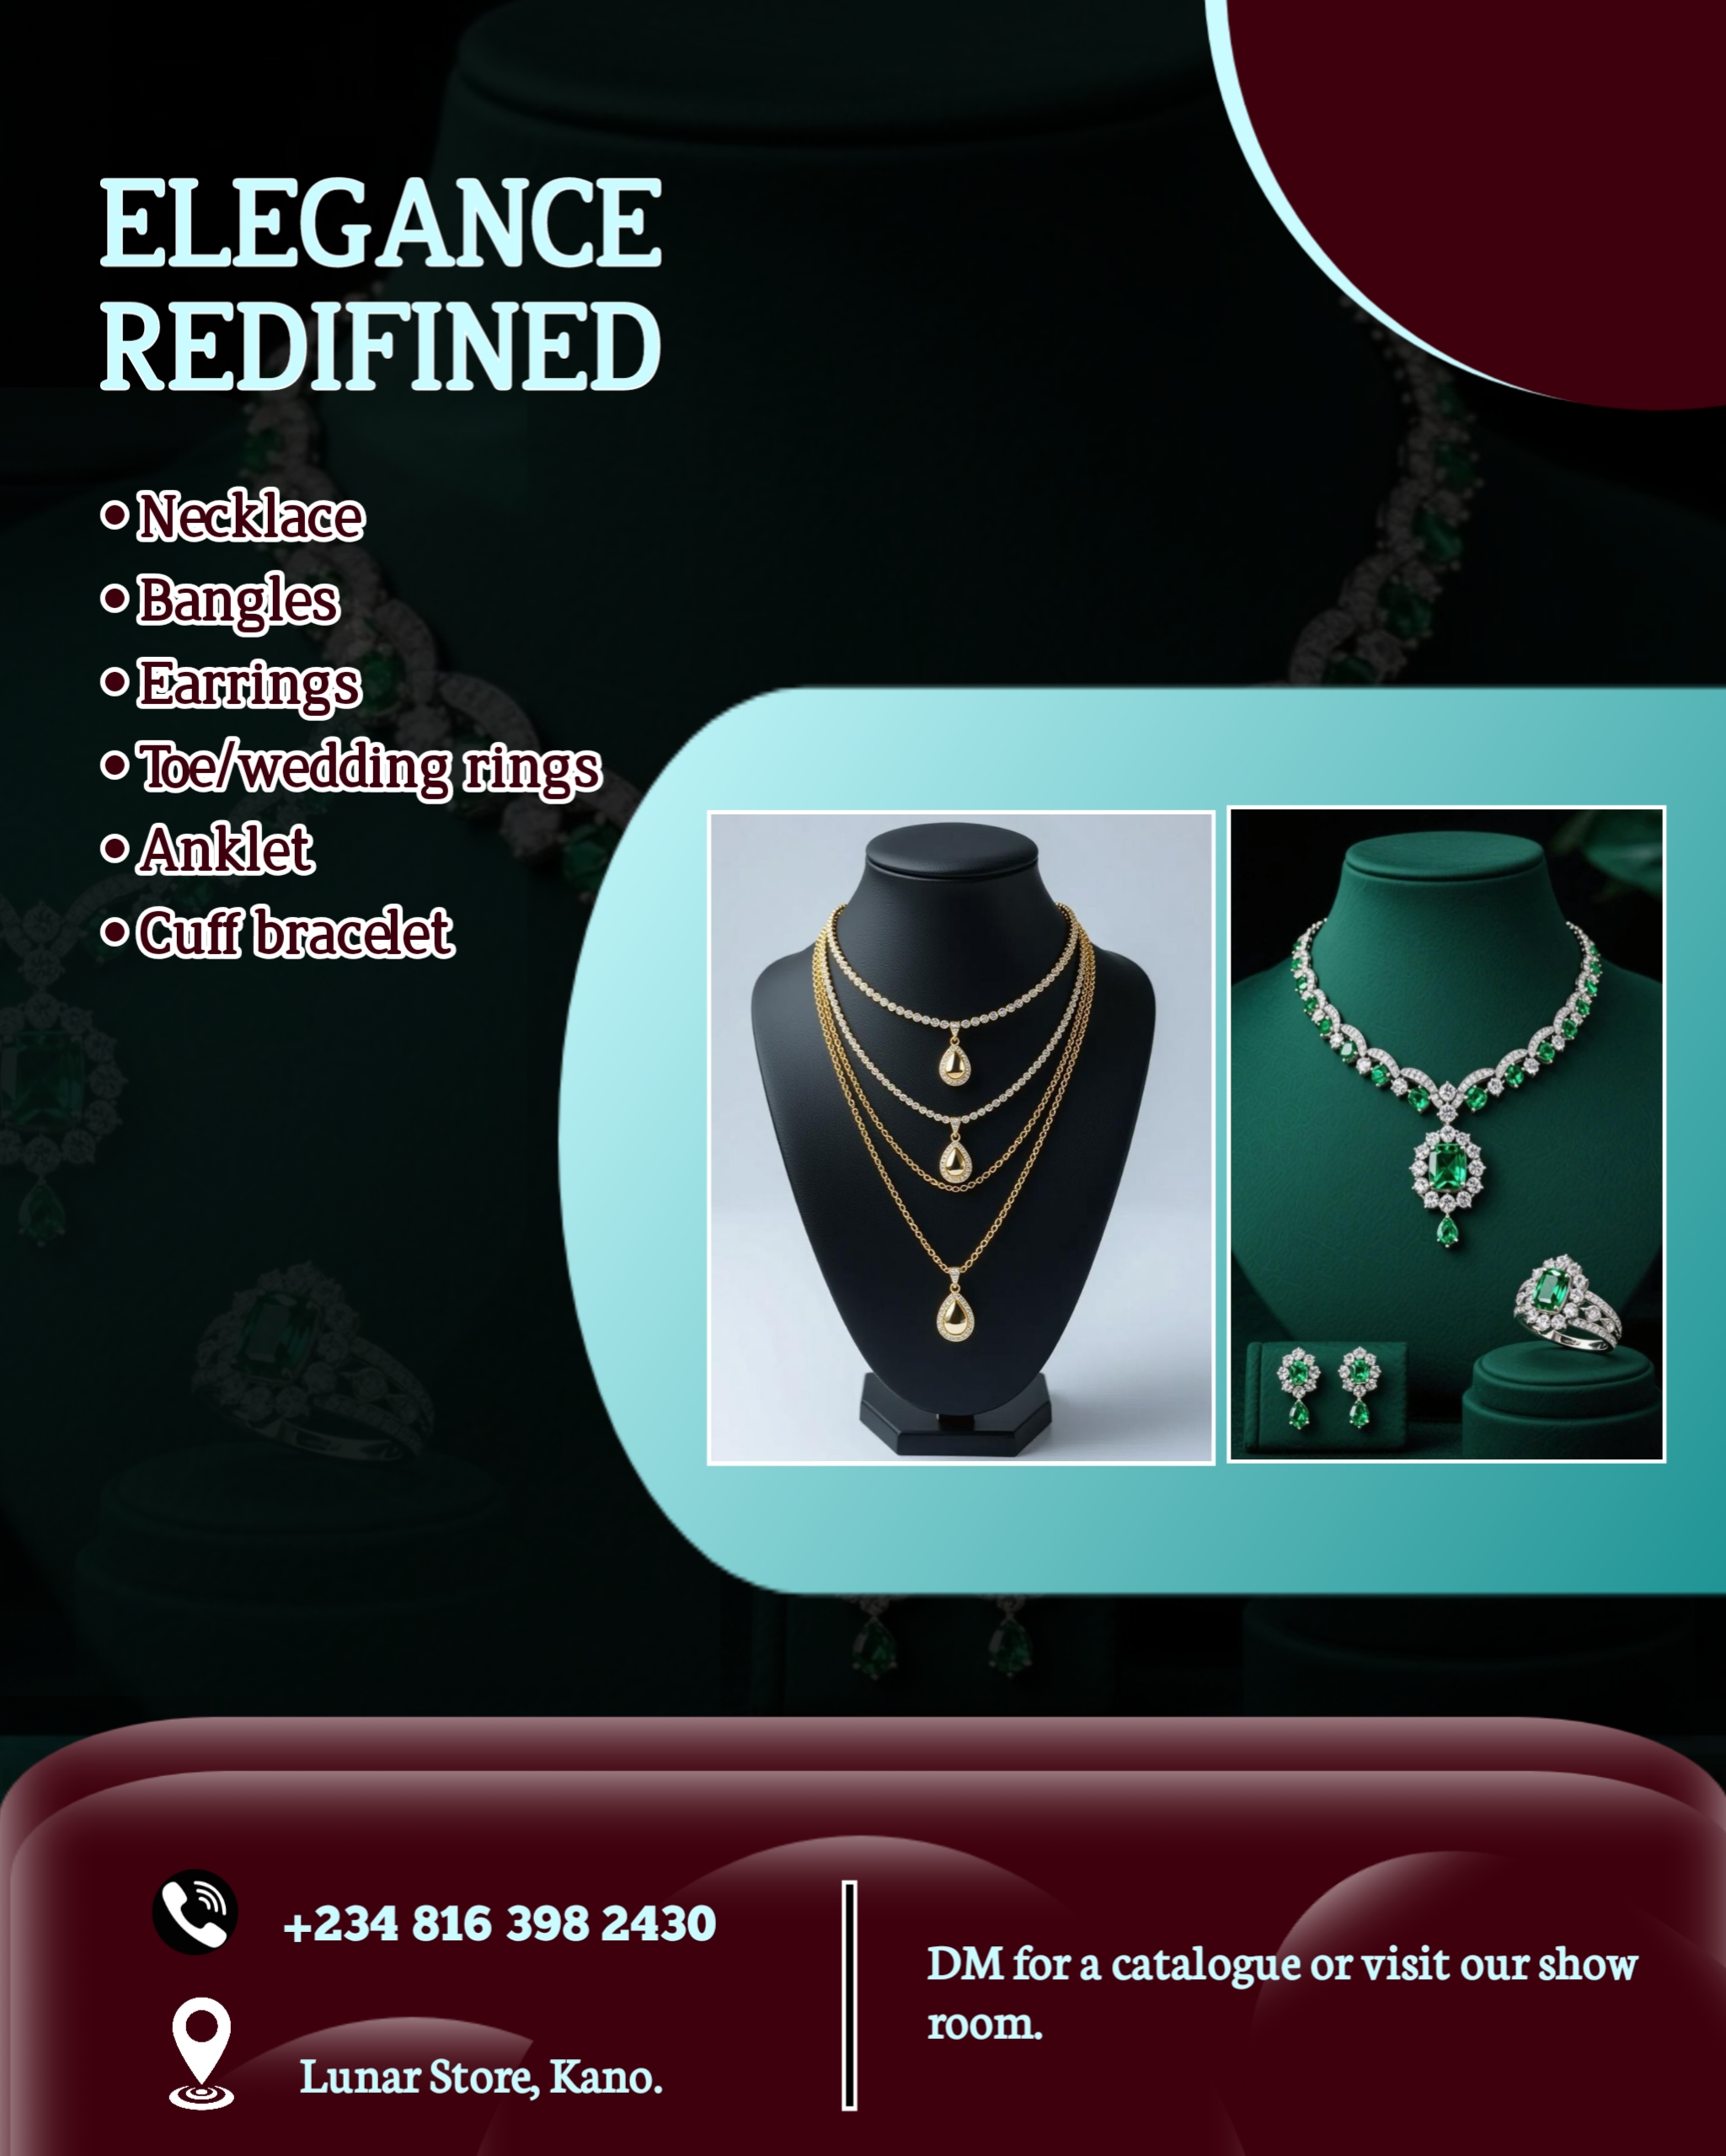 ELEGANCE
REDIFINED
• Necklace
• Bangles
• Earrings
• Toe/wedding rings
• Anklet
• Cuff bracelet
+234 816 398 2430
Lunar Store, Kano.
DM for a catalogue or visit our show
room.